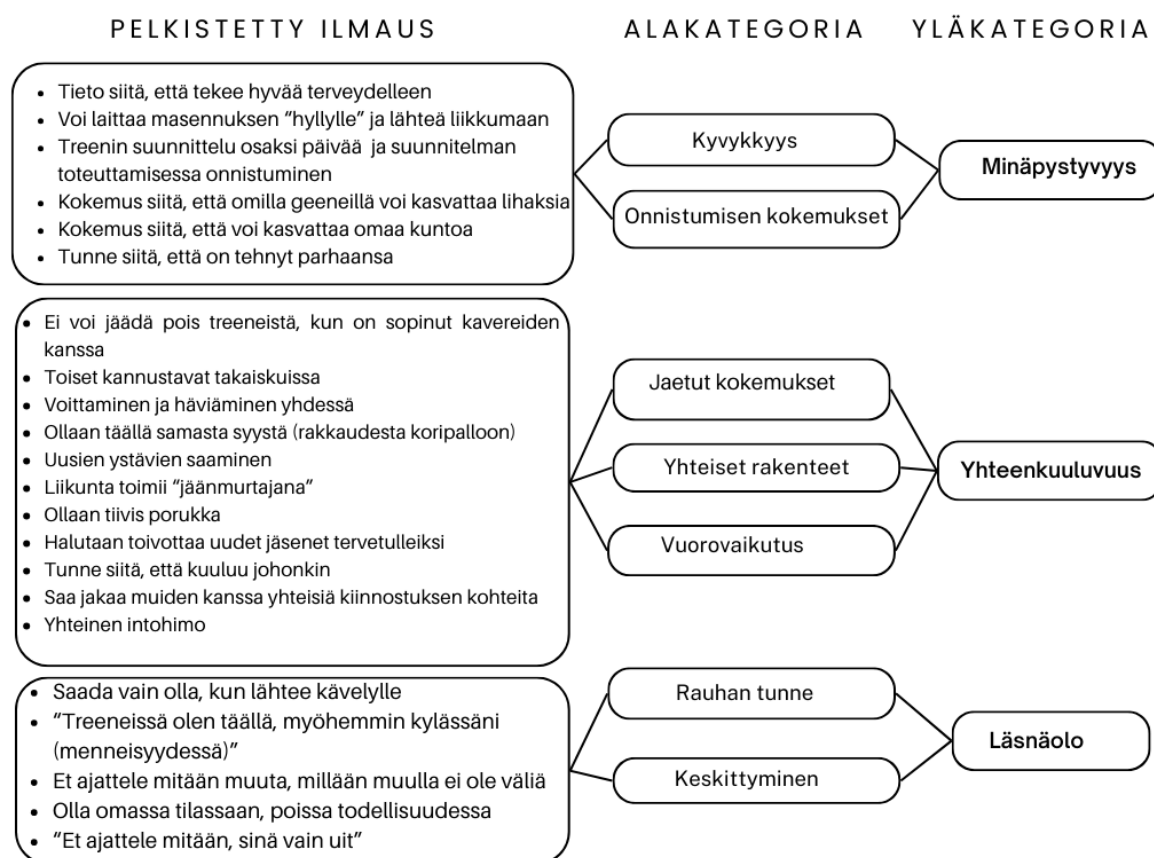 PELKISTETTY ILMAUS
ALAKATEGORIA
YLÄKATEGORIA
• Tieto siitä, että tekee hyvää terveydelleen
• Voi laittaa masennuksen “hyllylle” ja lähteä liikkumaan
• Treenin suunnittelu osaksi päivää ja suunnitelman
toteuttamisessa onnistuminen
• Kokemus siitä, että omilla geeneillä voi kasvattaa lihaksia
• Kokemus siitä, että voi kasvattaa omaa kuntoa
• Tunne siitä, että on tehnyt parhaansa
Kyvykkyys
Onnistumisen kokemukset
Minäpystyvyys
• Ei voi jäädä pois treeneistä, kun on sopinut kavereiden
kanssa
• Toiset kannustavat takaiskuissa
• Voittaminen ja häviäminen yhdessä
• Ollaan täällä samasta syystä (rakkaudesta koripalloon)
• Uusien ystävien saaminen
• Liikunta toimii “jäänmurtajana”
• Ollaan tiivis porukka
• Halutaan toivottaa uudet jäsenet tervetulleiksi
• Tunne siitä, että kuuluu johonkin
• Saa jakaa muiden kanssa yhteisiä kiinnostuksen kohteita
• Yhteinen intohimo
Jaetut kokemukset
Yhteiset rakenteet
Vuorovaikutus
Yhteenkuuluvuus
• Saada vain olla, kun lähtee kävelylle
• “Treeneissä olen täällä, myöhemmin kylässäni
(menneisyydessä)”
• Et ajattele mitään muuta, millään muulla ei ole väliä
• Olla omassa tilassaan, poissa todellisuudessa
• “Et ajattele mitään, sinä vain uit”
Rauhan tunne
Keskittyminen
Läsnäolo